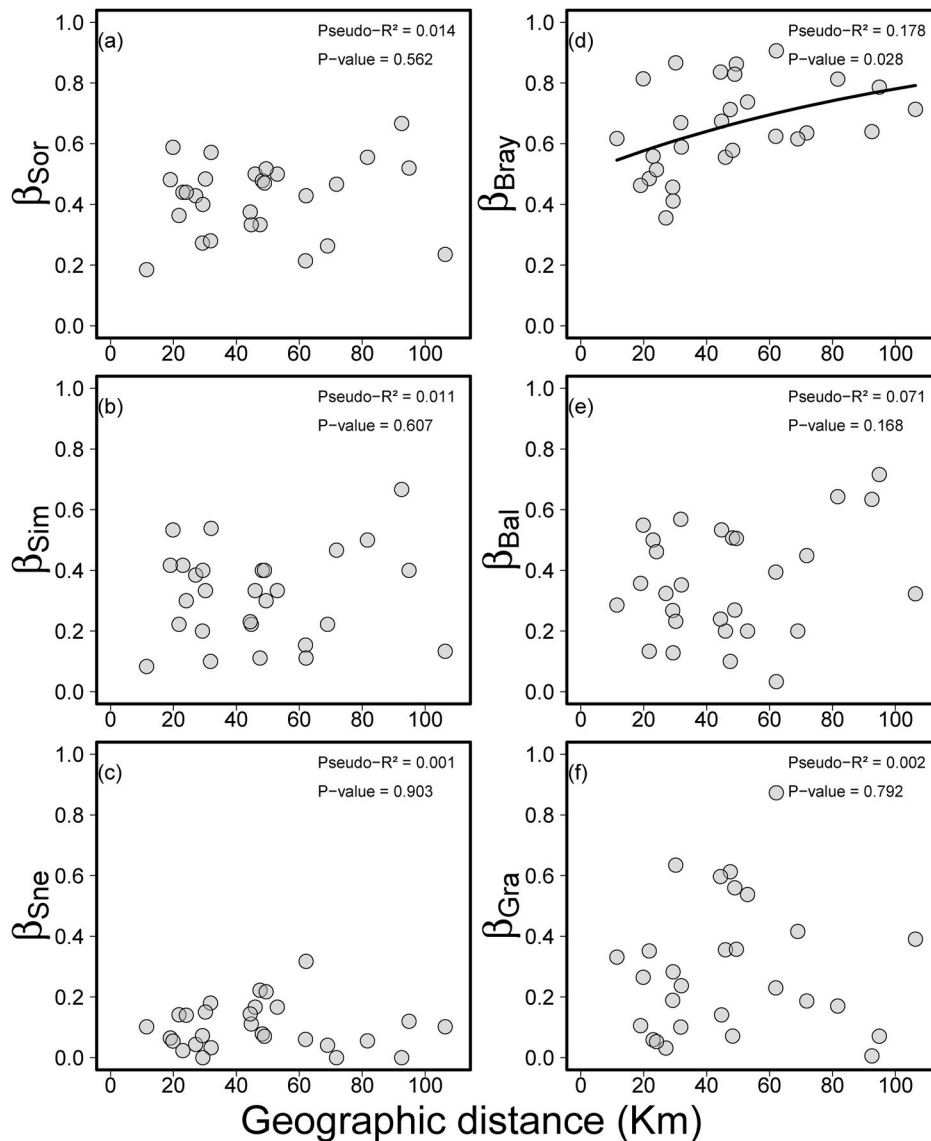 (a)
Pseudo−R² = 0.014
P−value = 0.562
βSor
1.0
0.8
0.6
0.4
0.2
0.0
0 20 40 60 80 100
(d)
Pseudo−R² = 0.178
P−value = 0.028
βBray
1.0
0.8
0.6
0.4
0.2
0.0
0 20 40 60 80 100
(b)
Pseudo−R² = 0.011
P−value = 0.607
βSim
1.0
0.8
0.6
0.4
0.2
0.0
0 20 40 60 80 100
(e)
Pseudo−R² = 0.071
P−value = 0.168
βBal
1.0
0.8
0.6
0.4
0.2
0.0
0 20 40 60 80 100
(c)
Pseudo−R² = 0.001
P−value = 0.903
βSne
1.0
0.8
0.6
0.4
0.2
0.0
0 20 40 60 80 100
(f)
Pseudo−R² = 0.002
P−value = 0.792
βGra
1.0
0.8
0.6
0.4
0.2
0.0
0 20 40 60 80 100
Geographic distance (Km)